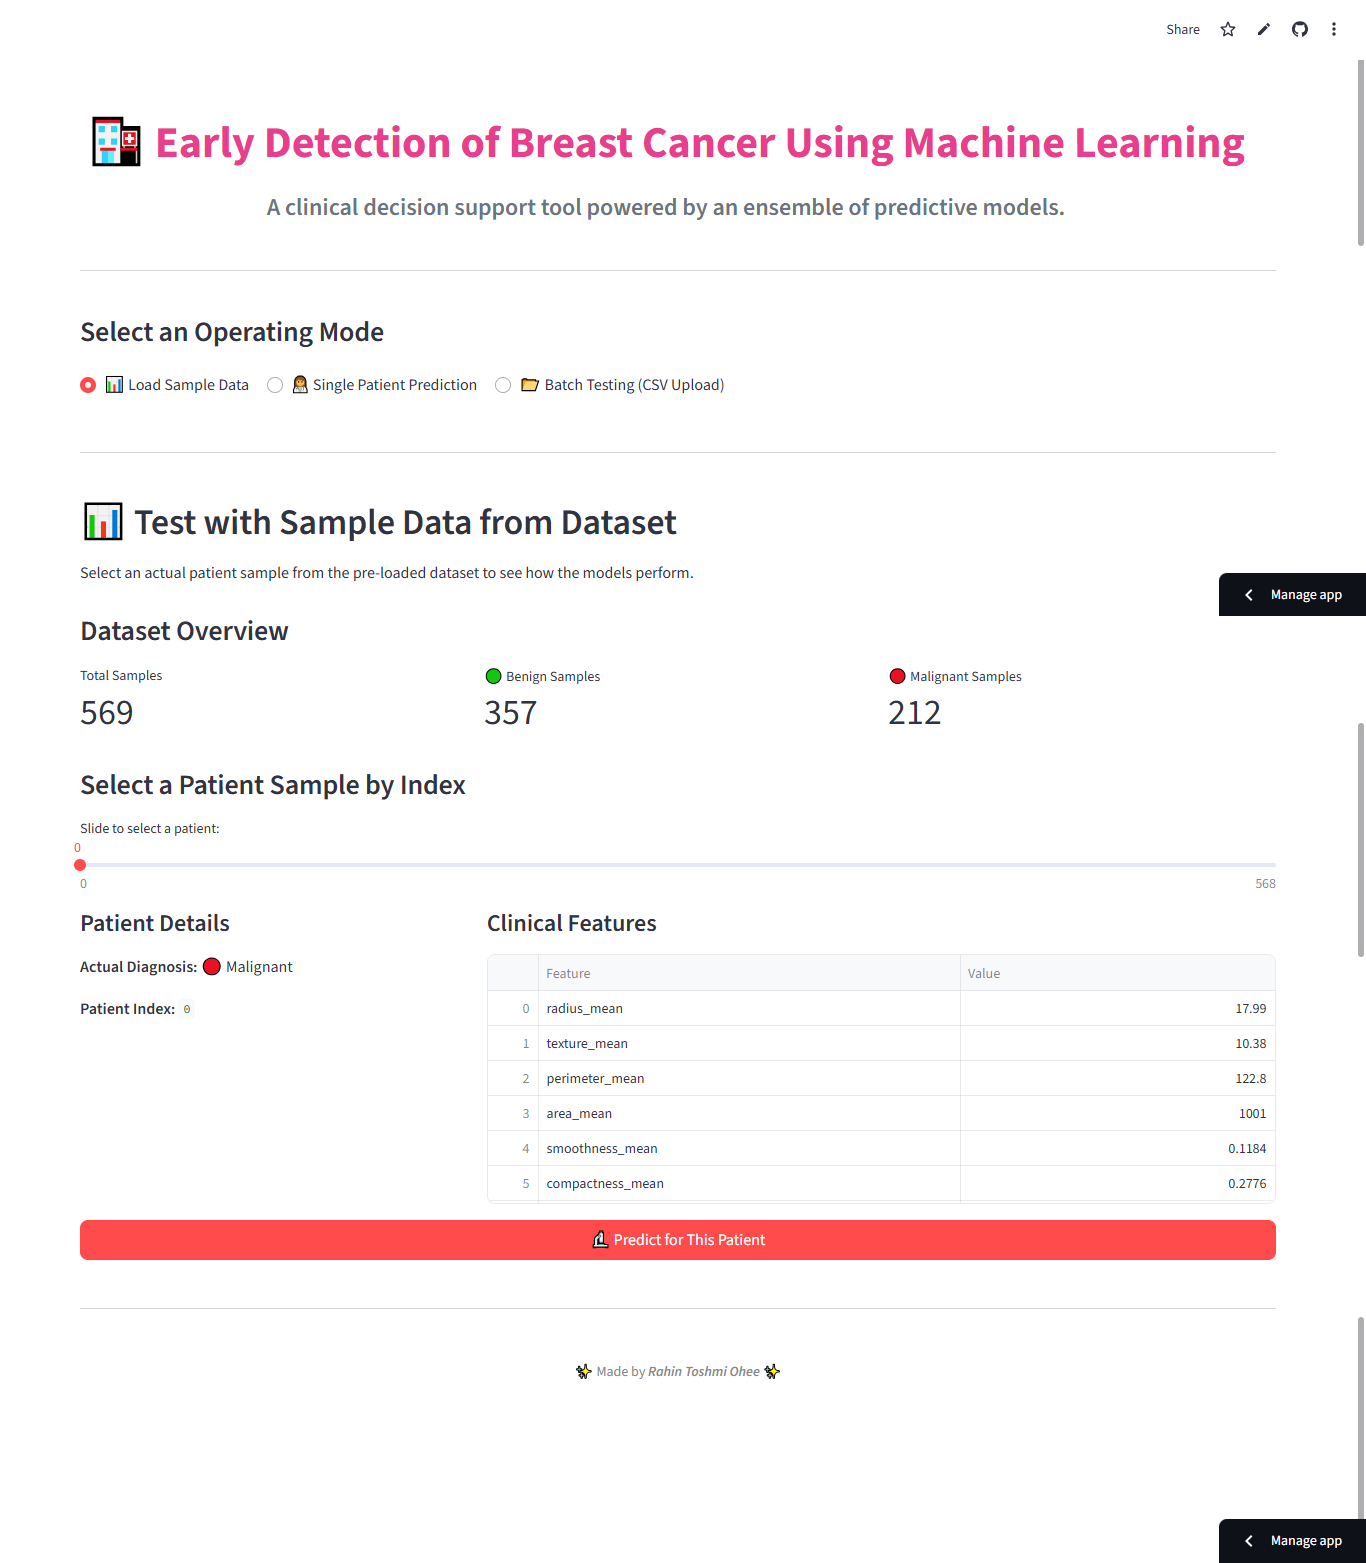 Share
Early Detection of Breast Cancer Using Machine Learning
A clinical decision support tool powered by an ensemble of predictive models.
Select an Operating Mode
Load Sample Data Single Patient Prediction Batch Testing (CSV Upload)
Test with Sample Data from Dataset
Select an actual patient sample from the pre-loaded dataset to see how the models perform.
Manage app
Dataset Overview
Total Samples Benign Samples Malignant Samples
569 357 212
Select a Patient Sample by Index
Slide to select a patient:
0
0 568
Patient Details
Actual Diagnosis: Malignant
Patient Index: 0
Clinical Features
Feature Value
0 radius_mean 17.99
1 texture_mean 10.38
2 perimeter_mean 122.8
3 area_mean 1001
4 smoothness_mean 0.1184
5 compactness_mean 0.2776
Predict for This Patient
Made by Rahin Toshmi Ohee
Manage app